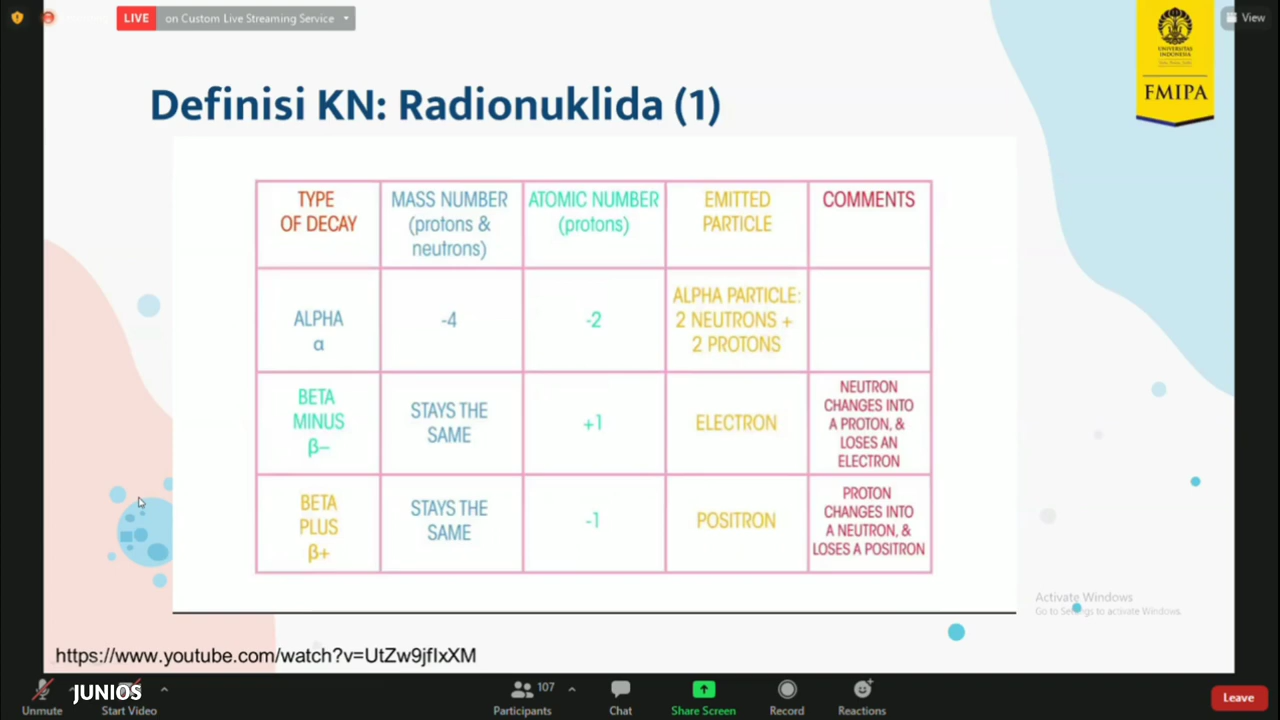 LIVE
on Custom Live Streaming Service
View
UNIVERSITAS
INDONESIA
FMIPA
Definisi KN: Radionuklida (1)
TYPE
OF DECAY
MASS NUMBER
(protons &
neutrons)
ATOMIC NUMBER
(protons)
EMITTED
PARTICLE
COMMENTS
ALPHA
α
-4
-2
ALPHA PARTICLE:
2 NEUTRONS +
2 PROTONS
BETA
MINUS
β–
STAYS THE
SAME
+1
ELECTRON
NEUTRON
CHANGES INTO
A PROTON, &
LOSES AN
ELECTRON
BETA
PLUS
β+
STAYS THE
SAME
-1
POSITRON
PROTON
CHANGES INTO
A NEUTRON, &
LOSES A POSITRON
Activate Windows
Go to Settings to activate Windows.
https://www.youtube.com/watch?v=UtZw9jfIxXM
JUNIOS
Unmute
Start Video
107
Participants
Chat
Share Screen
Record
Reactions
Leave